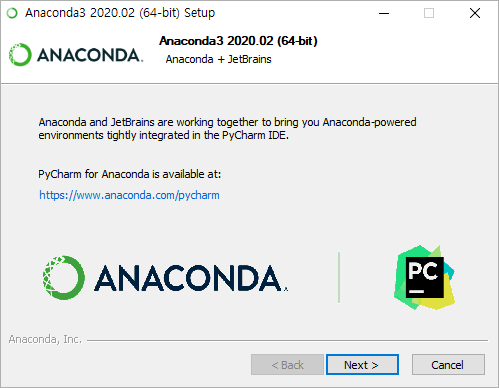 Anaconda3 2020.02 (64-bit) Setup
Anaconda3 2020.02 (64-bit)
ANACONDA.
Anaconda + JetBrains
Anaconda and JetBrains are working together to bring you Anaconda-powered
environments tightly integrated in the PyCharm IDE.
PyCharm for Anaconda is available at:
https://www.anaconda.com/pycharm
ANACONDA.
PC
Anaconda, Inc.
< Back
Next >
Cancel